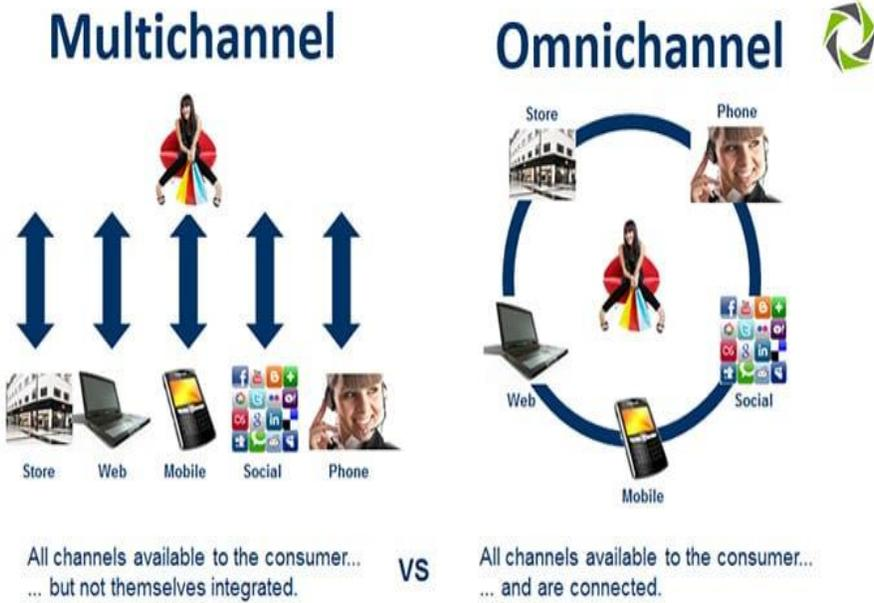 Multichannel
Store
Web
Mobile
Social
Phone
All channels available to the consumer...
... but not themselves integrated.
VS
Omnichannel
Store
Phone
Web
Social
Mobile
All channels available to the consumer...
... and are connected.